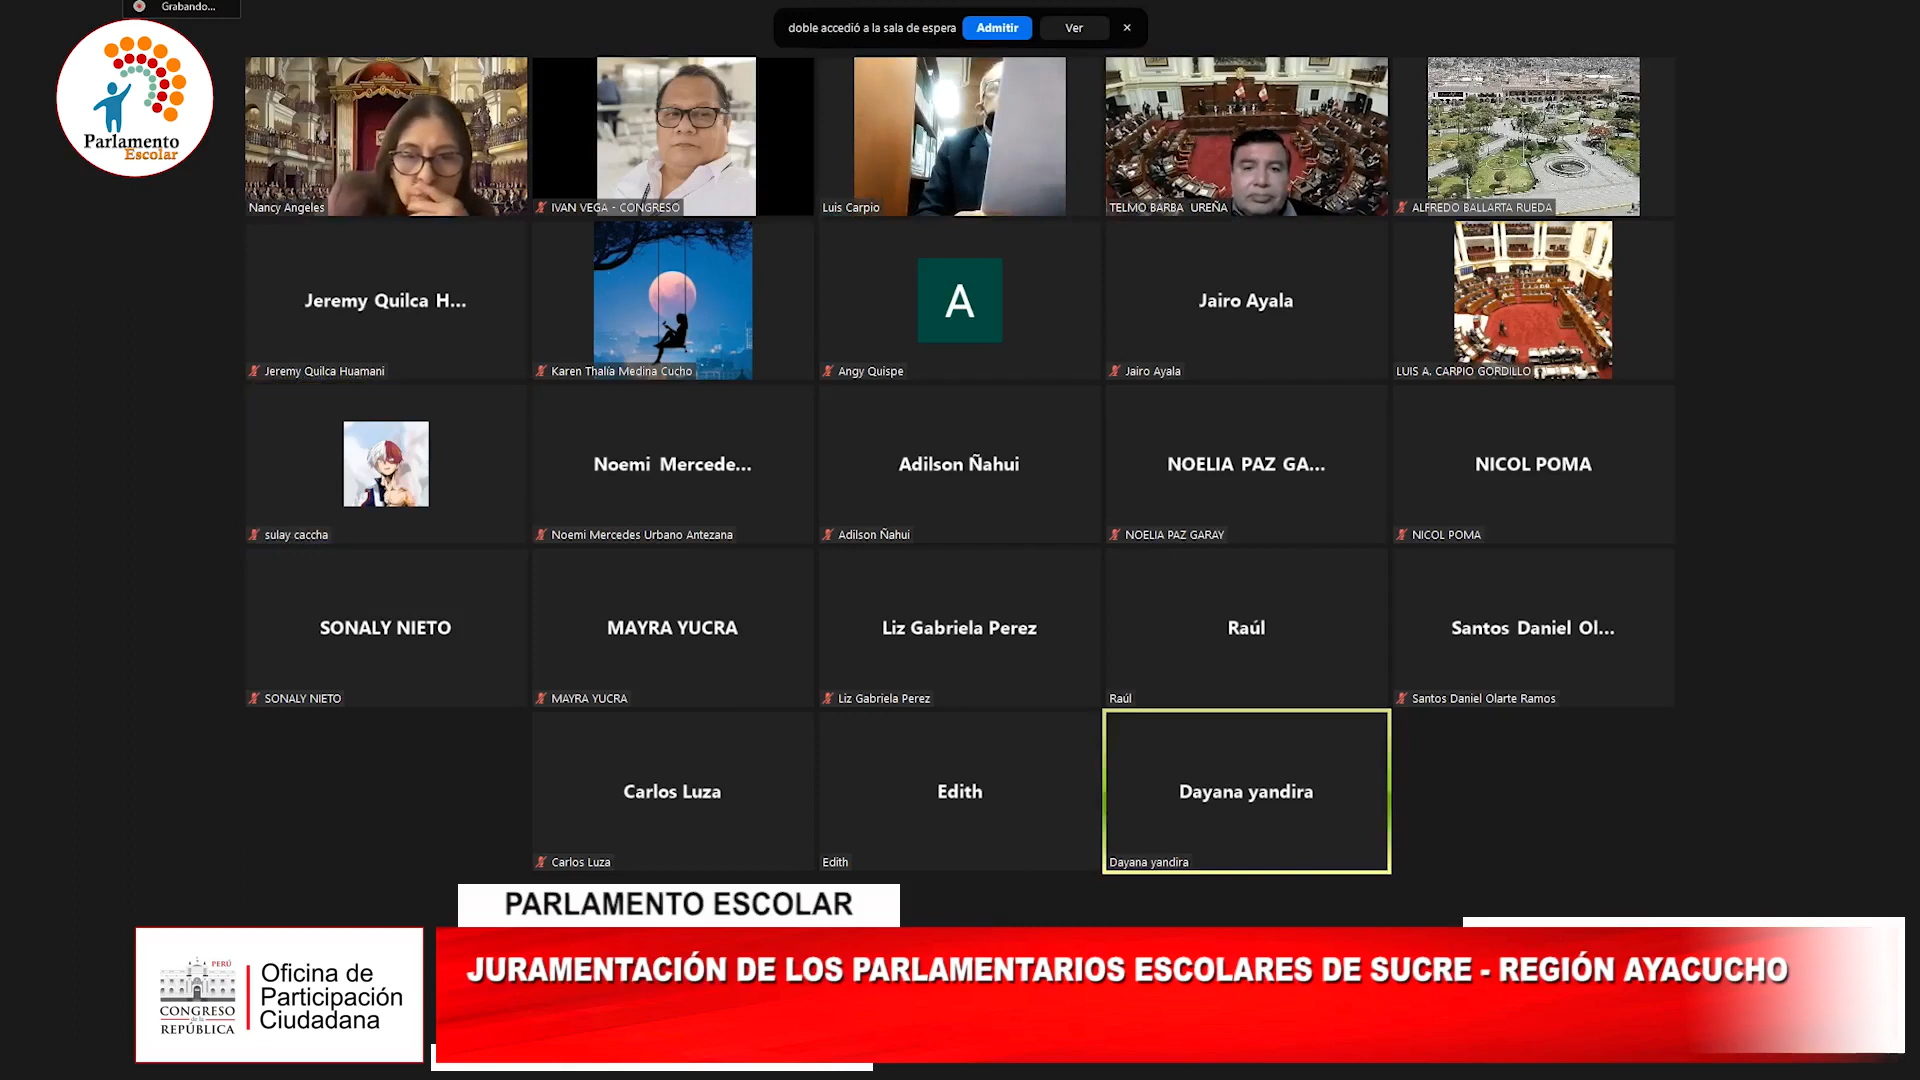 Grabando...
doble accedió a la sala de espera Admitir Ver
Parlamento
Escolar
Nancy Angeles
IVAN VEGA - CONGRESO
Luis Carpio
TELMO BARBA UREÑA
ALFREDO BALLARTA RUEDA
Jeremy Quilca H...
A
Jairo Ayala
Jeremy Quilca Huamani
Karen Thalía Medina Cucho
Angy Quispe
Jairo Ayala
LUIS A. CARPIO GORDILLO
Noemi Mercede...
Adilson Ñahui
NOELIA PAZ GA...
NICOL POMA
sulay caccha
Noemi Mercedes Urbano Antezana
Adilson Ñahui
NOELIA PAZ GARAY
NICOL POMA
SONALY NIETO
MAYRA YUCRA
Liz Gabriela Perez
Raúl
Santos Daniel Ol...
SONALY NIETO
MAYRA YUCRA
Liz Gabriela Perez
Raúl
Santos Daniel Olarte Ramos
Carlos Luza
Edith
Dayana yandira
Carlos Luza
Edith
Dayana yandira
PARLAMENTO ESCOLAR
JURAMENTACIÓN DE LOS PARLAMENTARIOS ESCOLARES DE SUCRE - REGIÓN AYACUCHO
PERÚ
CONGRESO
de la
REPÚBLICA
Oficina de
Participación
Ciudadana